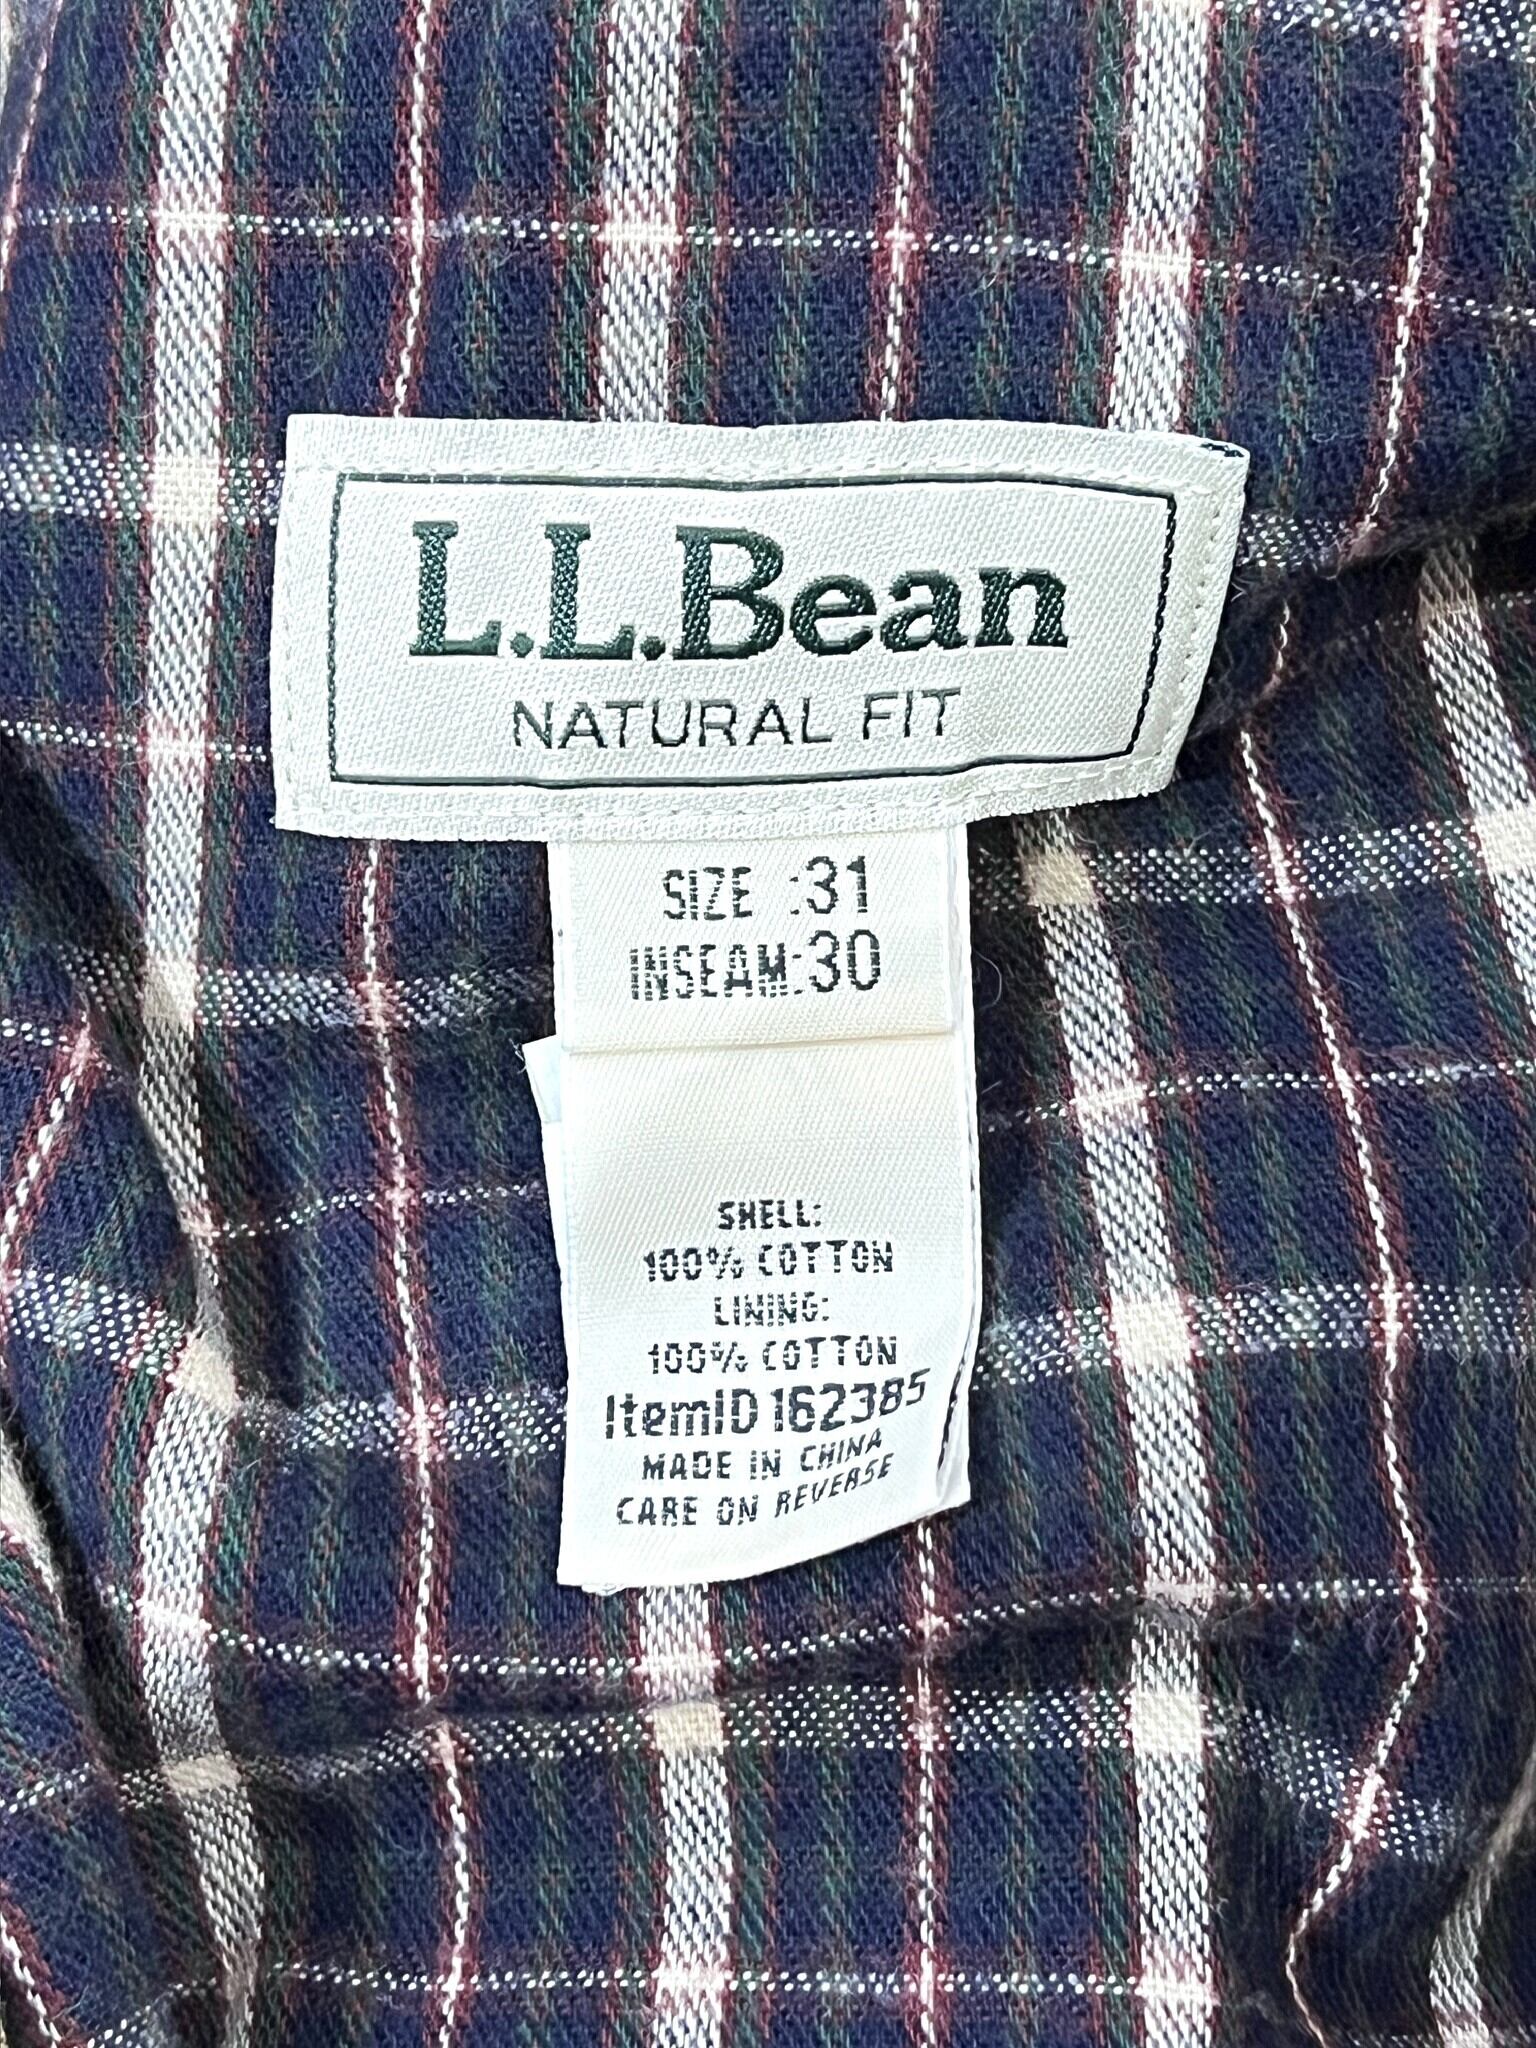 L.L.Bean
NATURAL FIT
SIZE :31
INSEAM:30
SHELL:
100% COTTON
LINING:
100% COTTON
ItemID 162385
MADE IN CHINA
CARE ON REVERSE